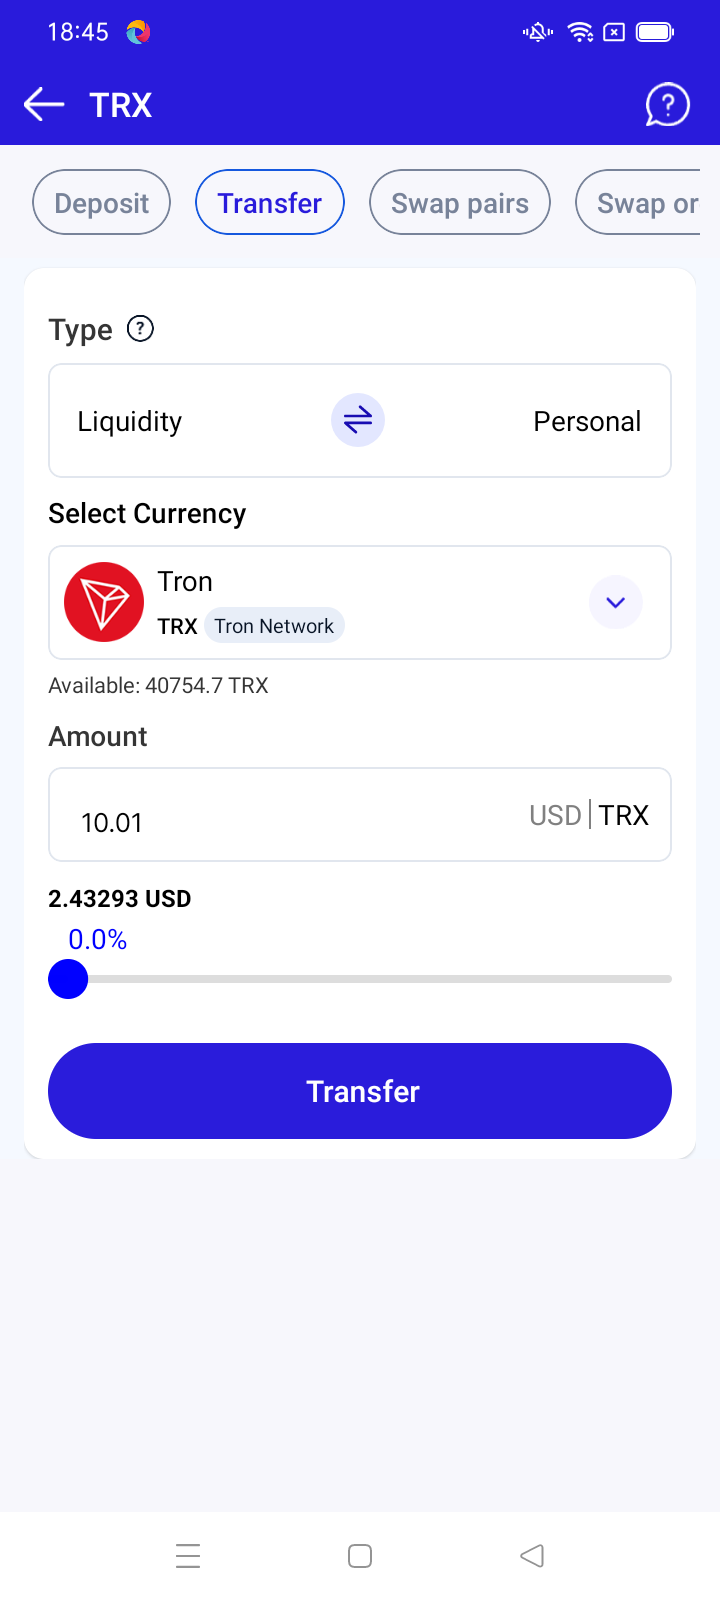 18:45
TRX
Deposit Transfer Swap pairs Swap or
Type
Liquidity Personal
Select Currency
Tron
TRX Tron Network
Available: 40754.7 TRX
Amount
10.01 USD | TRX
2.43293 USD
0.0%
Transfer